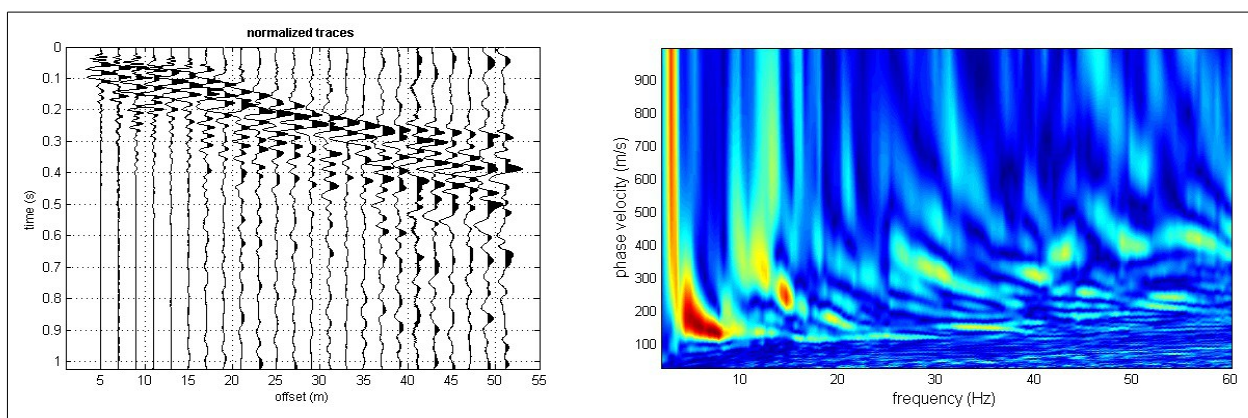 normalized traces
0
0.1
0.2
0.3
0.4
0.5
0.6
0.7
0.8
0.9
1
time (s)
5 10 15 20 25 30 35 40 45 50 55
offset (m)
900
800
700
600
500
400
300
200
100
phase velocity (m/s)
10 20 30 40 50 60
frequency (Hz)